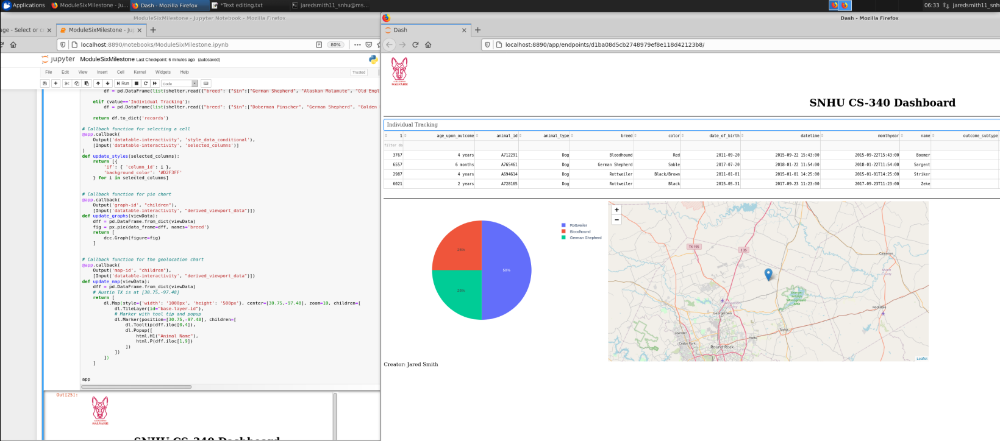 Applications
ModuleSixMilestone - Ju...
Dash - Mozilla Firefox
*Text editing.txt
jaredsmith11_snhu@ms...
06:33
jaredsmith11_snh
ModuleSixMilestone - Jupyter Notebook - Mozilla Firefox
age - Select or c
ModuleSixMilestone - Jup
localhost:8890/notebooks/ModuleSixMilestone.ipynb
80%
jupyter ModuleSixMilestone Last Checkpoint: 6 minutes ago (autosaved)
File Edit View Insert Cell Kernel Widgets Help
Trusted
Run
Code
df = pd.DataFrame(list(shelter.read({"breed": {"$in":["German Shepherd", "Alaskan Malamute", "Old Engl
elif (value=='Individual Tracking'):
df = pd.DataFrame(list(shelter.read({"breed": {"$in":["Doberman Pinscher", "German Shepherd", "Golden
return df.to_dict('records')
# Callback function for selecting a cell
@app.callback(
Output('datatable-interactivity', 'style_data_conditional'),
[Input('datatable-interactivity', 'selected_columns')]
)
def update_styles(selected_columns):
return [{
'if': { 'column_id': i },
'background_color': '#D2F3FF'
} for i in selected_columns]
# Callback function for pie chart
@app.callback(
Output('graph-id', "children"),
[Input('datatable-interactivity', "derived_viewport_data")])
def update_graphs(viewData):
dff = pd.DataFrame.from_dict(viewData)
fig = px.pie(data_frame=dff, names='breed')
return [
dcc.Graph(figure=fig)
]
# Callback function for the geolocation chart
@app.callback(
Output('map-id', "children"),
[Input('datatable-interactivity', "derived_viewport_data")])
def update_map(viewData):
dff = pd.DataFrame.from_dict(viewData)
# Austin TX is at [30.75,-97.48]
return [
dl.Map(style={'width': '1000px', 'height': '500px'}, center=[30.75,-97.48], zoom=10, children=[
dl.TileLayer(id="base-layer-id"),
# Marker with tool tip and popup
dl.Marker(position=[30.75,-97.48], children=[
dl.Tooltip(dff.iloc[0,4]),
dl.Popup([
html.H1("Animal Name"),
html.P(dff.iloc[1,9])
])
])
])
]
app
Out[25]:
SALVARE
SNHU CS-340 Dashboard
Dash - Mozilla Firefox
Dash
localhost:8890/app/endpoints/d1ba08d5cb2748979ef8e118d42123b8/
SALVARE
SNHU CS-340 Dashboard
Individual Tracking
1 age_upon_outcome animal_id animal_type breed color date_of_birth datetime monthyear name outcome_subtype
filter da
3767 4 years A712291 Dog Bloodhound Red 2011-09-20 2015-09-22 15:43:00 2015-09-22T15:43:00 Boomer
6557 6 months A765461 Dog German Shepherd Sable 2017-07-20 2018-01-22 11:54:00 2018-01-22T11:54:00 Sargent
2987 4 years A694614 Dog Rottweiler Black/Brown 2011-01-01 2015-01-01 14:25:00 2015-01-01T14:25:00 Striker
6021 2 years A728165 Dog Rottweiler Black 2015-05-31 2017-09-23 11:23:00 2017-09-23T11:23:00 Zeke
25%
25%
50%
Rottweiler
Bloodhound
German Shepherd
+
−
TX 195
I 35
Cameron
Georgetown
Rockdale
Taylor
Leander
Hutto
Cedar Park
Round Rock
Leaflet
Creator: Jared Smith